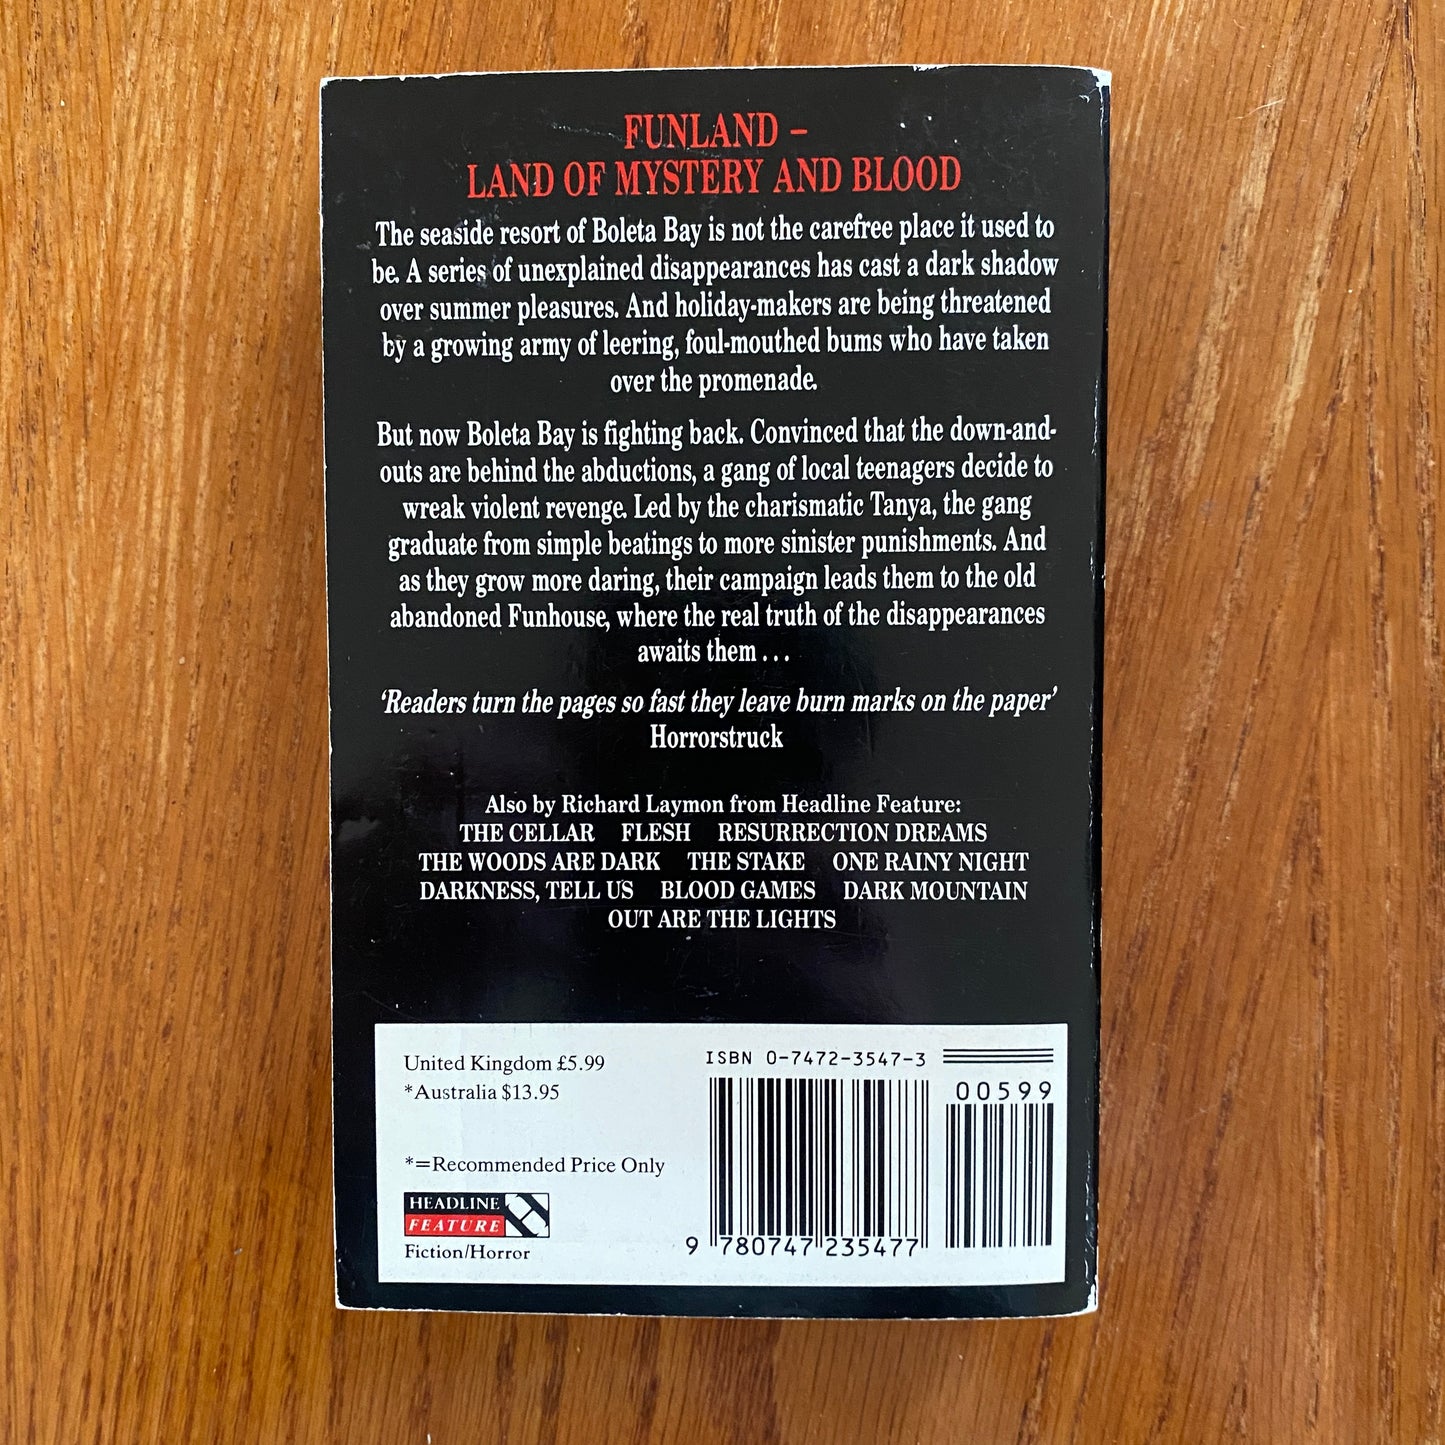 FUNLAND –
LAND OF MYSTERY AND BLOOD
The seaside resort of Boleta Bay is not the carefree place it used to
be. A series of unexplained disappearances has cast a dark shadow
over summer pleasures. And holiday-makers are being threatened
by a growing army of leering, foul-mouthed bums who have taken
over the promenade.
But now Boleta Bay is fighting back. Convinced that the down-and-
outs are behind the abductions, a gang of local teenagers decide to
wreak violent revenge. Led by the charismatic Tanya, the gang
graduate from simple beatings to more sinister punishments. And
as they grow more daring, their campaign leads them to the old
abandoned Funhouse, where the real truth of the disappearances
awaits them . . .
‘Readers turn the pages so fast they leave burn marks on the paper’
Horrorstruck
Also by Richard Laymon from Headline Feature:
THE CELLAR FLESH RESURRECTION DREAMS
THE WOODS ARE DARK THE STAKE ONE RAINY NIGHT
DARKNESS, TELL US BLOOD GAMES DARK MOUNTAIN
OUT ARE THE LIGHTS
United Kingdom £5.99
*Australia $13.95
*=Recommended Price Only
HEADLINE
FEATURE
Fiction/Horror
ISBN 0-7472-3547-3
00599
9 780747 235477